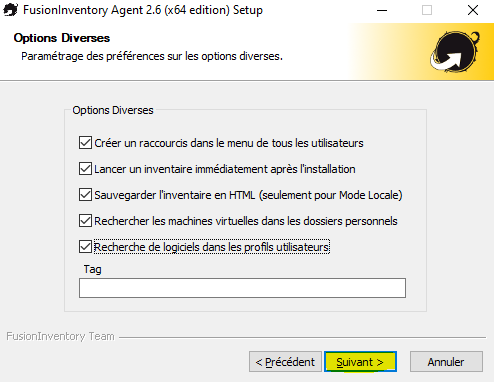 FusionInventory Agent 2.6 (x64 edition) Setup
Options Diverses
Paramétrage des préférences sur les options diverses.
Options Diverses
Créer un raccourcis dans le menu de tous les utilisateurs
Lancer un inventaire immédiatement après l'installation
Sauvegarder l'inventaire en HTML (seulement pour Mode Locale)
Rechercher les machines virtuelles dans les dossiers personnels
Recherche de logiciels dans les profils utilisateurs
Tag
FusionInventory Team
< Précédent Suivant > Annuler